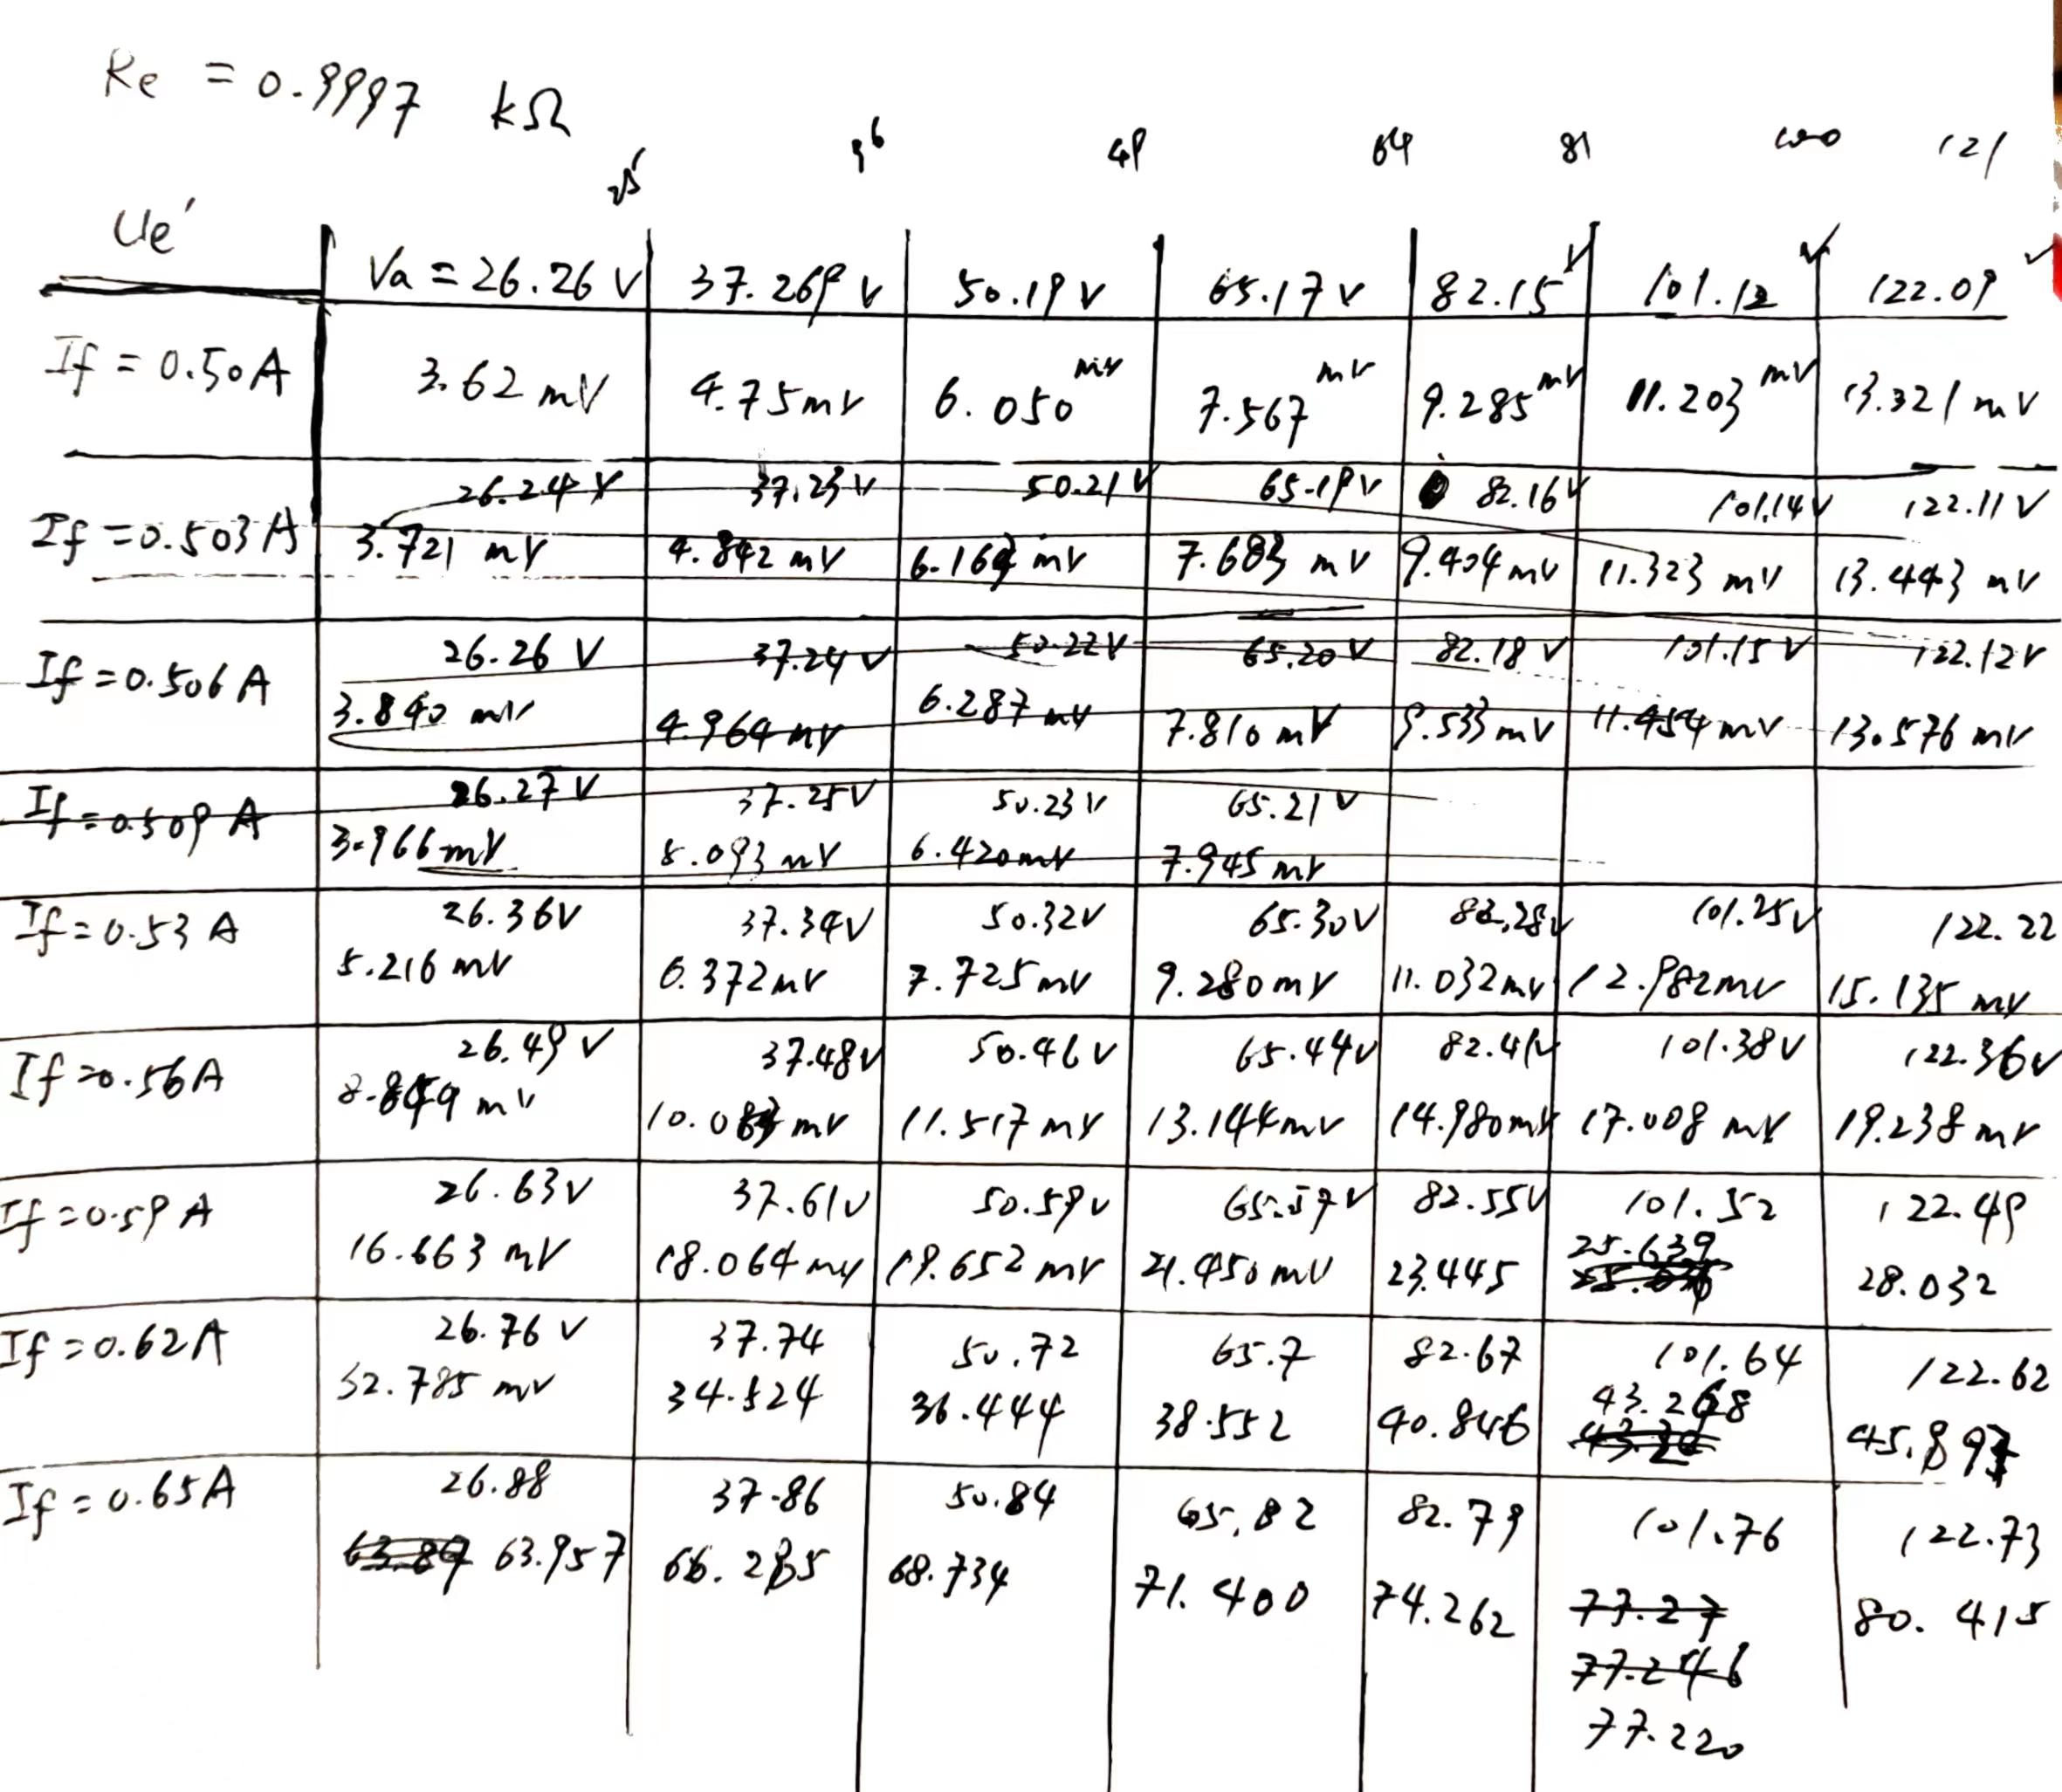 Re = 0.9997 kΩ
25 36 49 64 81 100 121
Ue'
Va = 26.26 V 37.269 V 50.19 V 65.17 V 82.15 V 101.12 V 122.09 V
If = 0.50A 3.62 mV 4.75 mV 6.050 mV 7.567 mV 9.285 mV 11.203 mV 13.321 mV
26.24 V 37.23 V 50.21 V 65.19 V 82.16 V 101.14 V 122.11 V
If = 0.503 A 3.721 mV 4.842 mV 6.164 mV 7.683 mV 9.404 mV 11.323 mV 13.443 mV
26.26 V 37.24 V 50.22 V 65.20 V 82.18 V 101.15 V 122.12 V
If = 0.506 A 3.840 mV 4.964 mV 6.287 mV 7.810 mV 9.533 mV 11.454 mV 13.576 mV
26.27 V 37.25 V 50.23 V 65.21 V
If = 0.509 A 3.966 mV 5.093 mV 6.420 mV 7.945 mV
26.36 V 37.34 V 50.32 V 65.30 V 82.28 V 101.25 V 122.22
If = 0.53 A 5.216 mV 6.372 mV 7.725 mV 9.280 mV 11.032 mV 12.982 mV 15.135 mV
26.49 V 37.48 V 50.46 V 65.44 V 82.41 V 101.38 V 122.36 V
If = 0.56 A 8.849 mV mV 11.517 mV 13.144 mV 14.980 mV 17.008 mV 19.238 mV
26.63 V 37.61 V 50.59 V 65.57 V 82.55 V 101.52 122.49
If = 0.59 A 16.663 mV 18.064 mV 19.652 mV 21.450 mV 23.445 25.639 28.032
26.76 V 37.74 50.72 65.7 82.67 101.64 122.62
If = 0.62 A 32.785 mV 34.524 36.444 38.552 40.846 43.268 45.897
26.88 37.86 50.84 65.82 82.79 101.76 122.73
If = 0.65 A 63.89 63.957 66.285 68.734 71.400 74.262 77.27 80.415
77.246
77.220